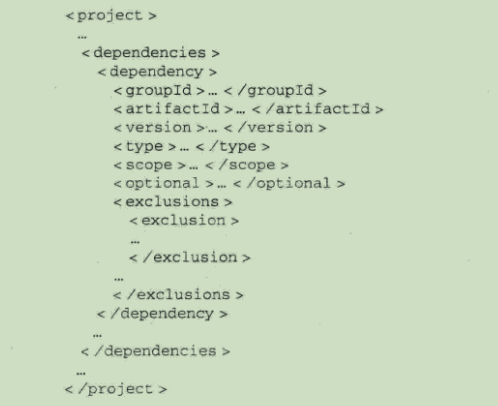 <project>
…
<dependencies>
<dependency>
<groupId>… </groupId>
<artifactId>… </artifactId>
<version>… </version>
<type>… </type>
<scope>… </scope>
<optional>… </optional>
<exclusions>
<exclusion>
…
</exclusion>
…
</exclusions>
</dependency>
…
</dependencies>
…
</project>